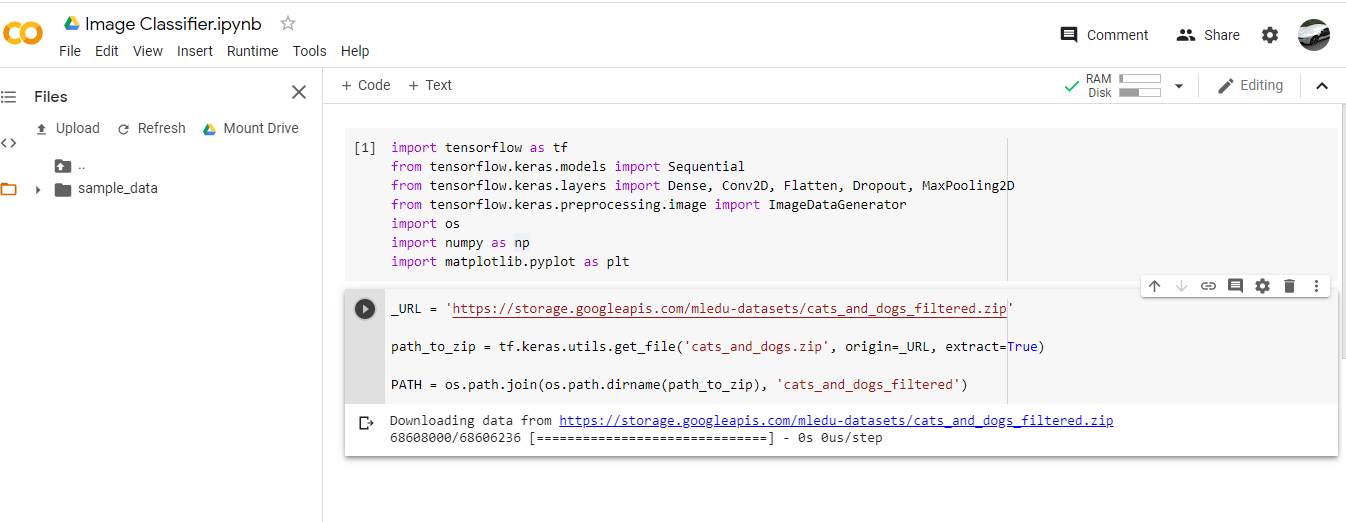 Image Classifier.ipynb
File Edit View Insert Runtime Tools Help
Comment Share
Files
Upload Refresh Mount Drive
..
sample_data
+ Code + Text
RAM
Disk
Editing
[1] import tensorflow as tf
from tensorflow.keras.models import Sequential
from tensorflow.keras.layers import Dense, Conv2D, Flatten, Dropout, MaxPooling2D
from tensorflow.keras.preprocessing.image import ImageDataGenerator
import os
import numpy as np
import matplotlib.pyplot as plt
_URL = 'https://storage.googleapis.com/mledu-datasets/cats_and_dogs_filtered.zip'
path_to_zip = tf.keras.utils.get_file('cats_and_dogs.zip', origin=_URL, extract=True)
PATH = os.path.join(os.path.dirname(path_to_zip), 'cats_and_dogs_filtered')
Downloading data from https://storage.googleapis.com/mledu-datasets/cats_and_dogs_filtered.zip
68608000/68606236 [==============================] - 0s 0us/step